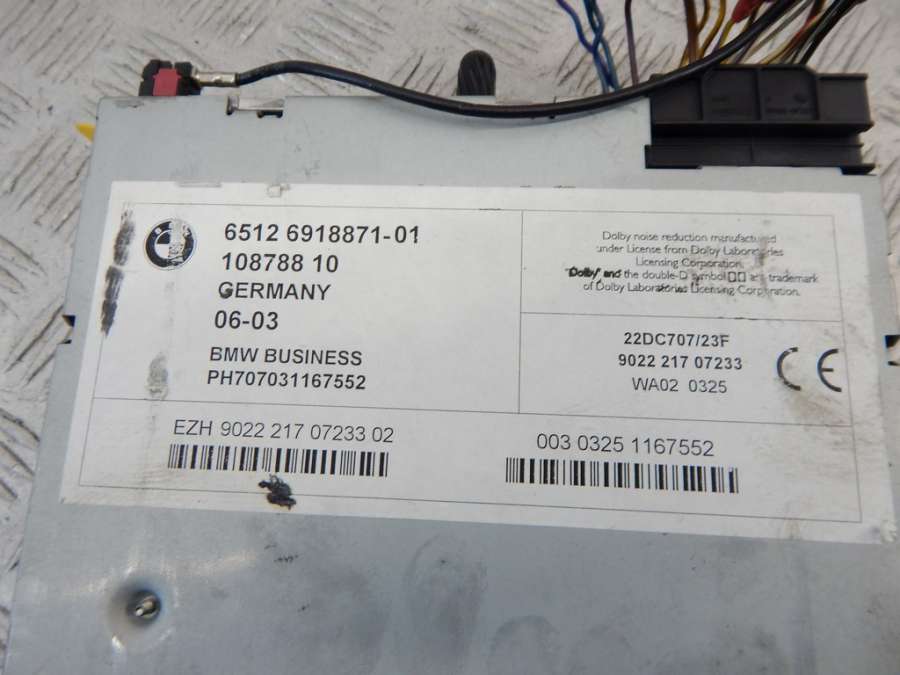 6512 6918871-01
108788 10
GERMANY
06-03
BMW BUSINESS
PH707031167552
Dolby noise reduction manufactured
under License from Dolby Laboratories
Licensing Corporation.
"Dolby" and the double-D symbol are trademark
of Dolby Laboratories Licensing Corporation.
22DC707/23F
9022 217 07233
WA02 0325
CE
EZH 9022 217 07233 02
003 0325 1167552